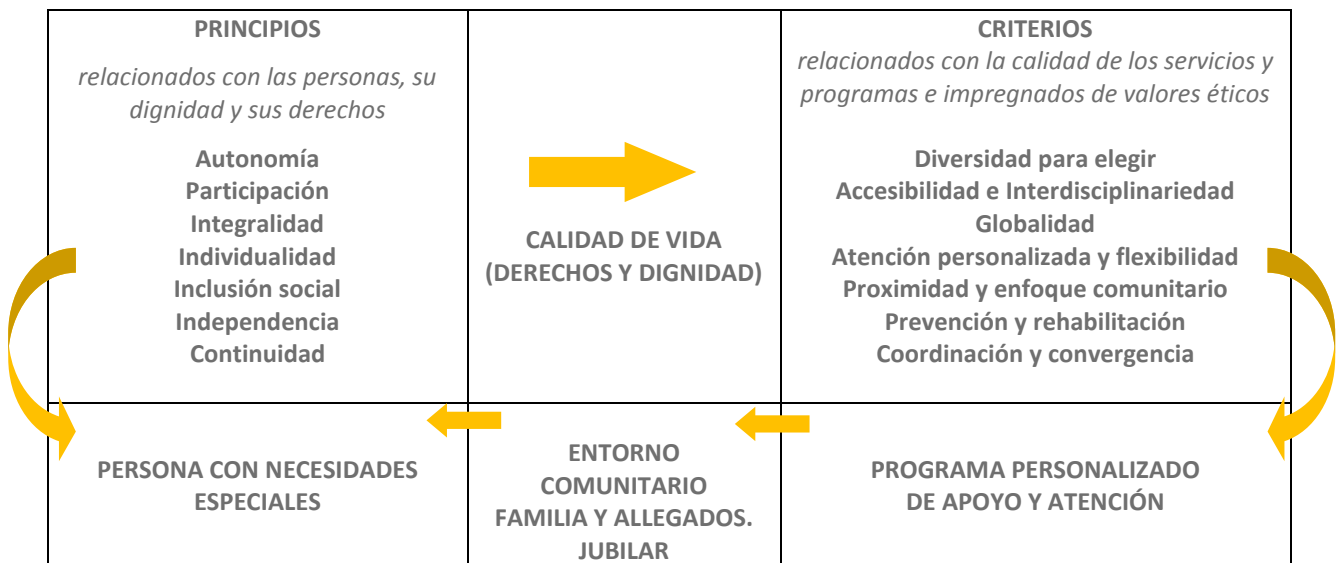 PRINCIPIOS
relacionados con las personas, su
dignidad y sus derechos
Autonomía
Participación
Integralidad
Individualidad
Inclusión social
Independencia
Continuidad
CALIDAD DE VIDA
(DERECHOS Y DIGNIDAD)
CRITERIOS
relacionados con la calidad de los servicios y
programas e impregnados de valores éticos
Diversidad para elegir
Accesibilidad e Interdisciplinariedad
Globalidad
Atención personalizada y flexibilidad
Proximidad y enfoque comunitario
Prevención y rehabilitación
Coordinación y convergencia
PERSONA CON NECESIDADES
ESPECIALES
ENTORNO
COMUNITARIO
FAMILIA Y ALLEGADOS.
JUBILAR
PROGRAMA PERSONALIZADO
DE APOYO Y ATENCIÓN